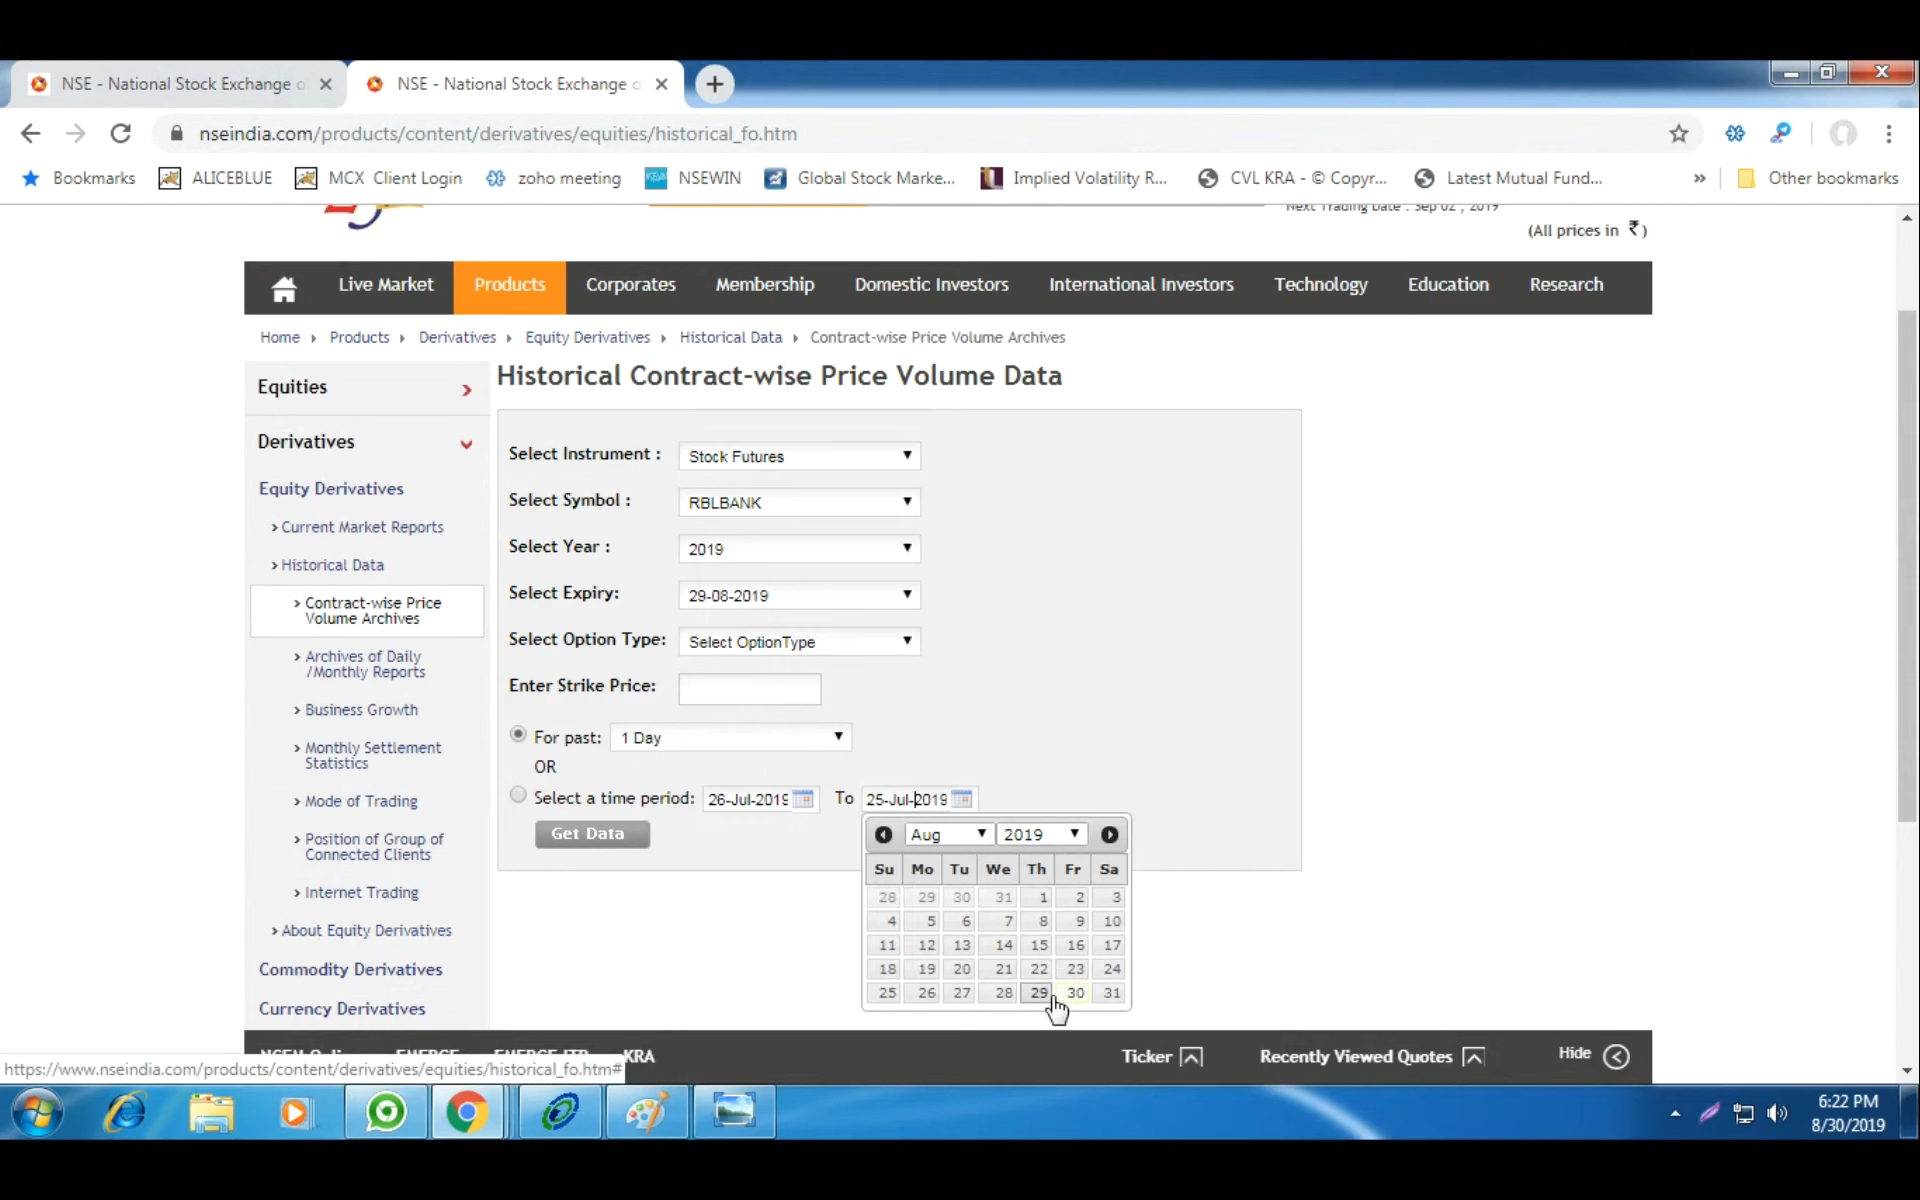 NSE - National Stock Exchange o
NSE - National Stock Exchange o
nseindia.com/products/content/derivatives/equities/historical_fo.htm
Bookmarks ALICEBLUE MCX Client Login zoho meeting NSEWIN Global Stock Marke... Implied Volatility R... CVL KRA - © Copyr... Latest Mutual Fund... » Other bookmarks
Next Trading Date : Sep 02 , 2019
(All prices in ₹ )
Live Market Products Corporates Membership Domestic Investors International Investors Technology Education Research
Home Products Derivatives Equity Derivatives Historical Data Contract-wise Price Volume Archives
Equities
Derivatives
Equity Derivatives
Current Market Reports
Historical Data
Contract-wise Price
Volume Archives
Archives of Daily
/Monthly Reports
Business Growth
Monthly Settlement
Statistics
Mode of Trading
Position of Group of
Connected Clients
Internet Trading
About Equity Derivatives
Commodity Derivatives
Currency Derivatives
Historical Contract-wise Price Volume Data
Select Instrument : Stock Futures
Select Symbol : RBLBANK
Select Year : 2019
Select Expiry: 29-08-2019
Select Option Type: Select OptionType
Enter Strike Price:
For past: 1 Day
OR
Select a time period: 26-Jul-2019 To 25-Jul-2019
Get Data
Aug 2019
Su Mo Tu We Th Fr Sa
28 29 30 31 1 2 3
4 5 6 7 8 9 10
11 12 13 14 15 16 17
18 19 20 21 22 23 24
25 26 27 28 29 30 31
KRA Ticker Recently Viewed Quotes Hide
https://www.nseindia.com/products/content/derivatives/equities/historical_fo.htm#
6:22 PM
8/30/2019